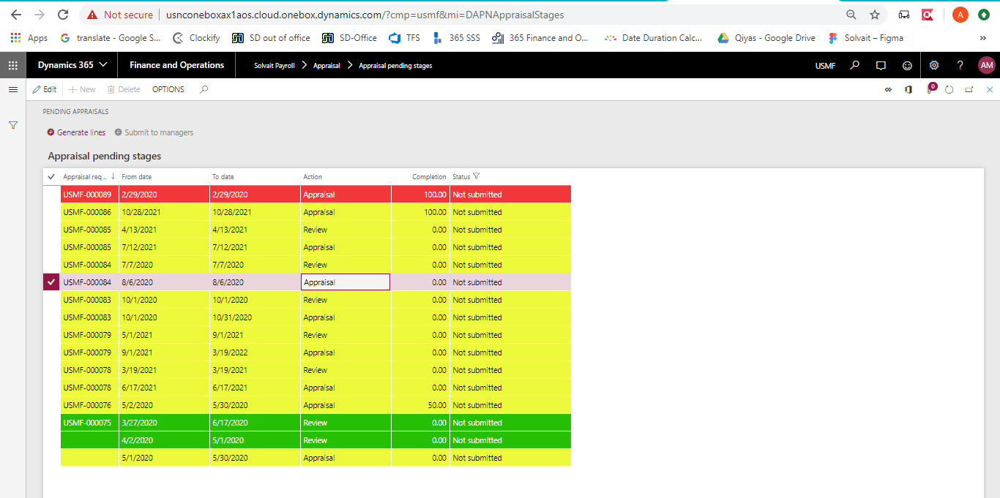 Not secure usnconeboxax1aos.cloud.onebox.dynamics.com/?cmp=usmf&mi=DAPNAppraisalStages A
Apps translate - Google S... Clockify SD out of office SD-Office TFS 365 SSS 365 Finance and O... Date Duration Calc... Qiyas - Google Drive Solvait – Figma »
Dynamics 365 Finance and Operations Solvait Payroll > Appraisal > Appraisal pending stages USMF ? AM
Edit + New Delete OPTIONS 0
PENDING APPRAISALS
Generate lines Submit to managers
Appraisal pending stages
Appraisal req... ↓ From date To date Action Completion Status
USMF-000089 2/29/2020 2/29/2020 Appraisal 100.00 Not submitted
USMF-000086 10/28/2021 10/28/2021 Appraisal 100.00 Not submitted
USMF-000085 4/13/2021 4/13/2021 Review 0.00 Not submitted
USMF-000085 7/12/2021 7/12/2021 Appraisal 0.00 Not submitted
USMF-000084 7/7/2020 7/7/2020 Review 0.00 Not submitted
USMF-000084 8/6/2020 8/6/2020 Appraisal 0.00 Not submitted
USMF-000083 10/1/2020 10/1/2020 Review 0.00 Not submitted
USMF-000083 10/1/2020 10/31/2020 Appraisal 0.00 Not submitted
USMF-000079 5/1/2021 9/1/2021 Review 0.00 Not submitted
USMF-000079 9/1/2021 3/19/2022 Appraisal 0.00 Not submitted
USMF-000078 3/19/2021 3/19/2021 Review 0.00 Not submitted
USMF-000078 6/17/2021 6/17/2021 Appraisal 0.00 Not submitted
USMF-000076 5/2/2020 5/30/2020 Appraisal 50.00 Not submitted
USMF-000075 3/27/2020 6/17/2020 Review 0.00 Not submitted
4/2/2020 5/1/2020 Review 0.00 Not submitted
5/1/2020 5/30/2020 Appraisal 0.00 Not submitted